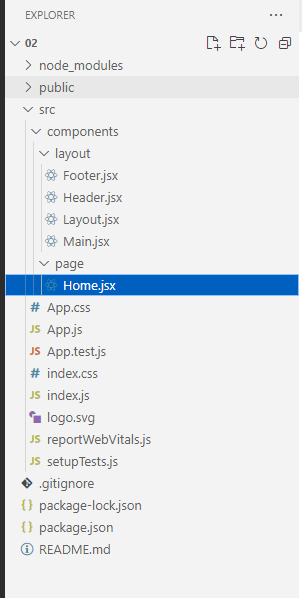 EXPLORER
02
node_modules
public
src
components
layout
Footer.jsx
Header.jsx
Layout.jsx
Main.jsx
page
Home.jsx
# App.css
JS App.js
JS App.test.js
# index.css
JS index.js
logo.svg
JS reportWebVitals.js
JS setupTests.js
.gitignore
{} package-lock.json
{} package.json
README.md